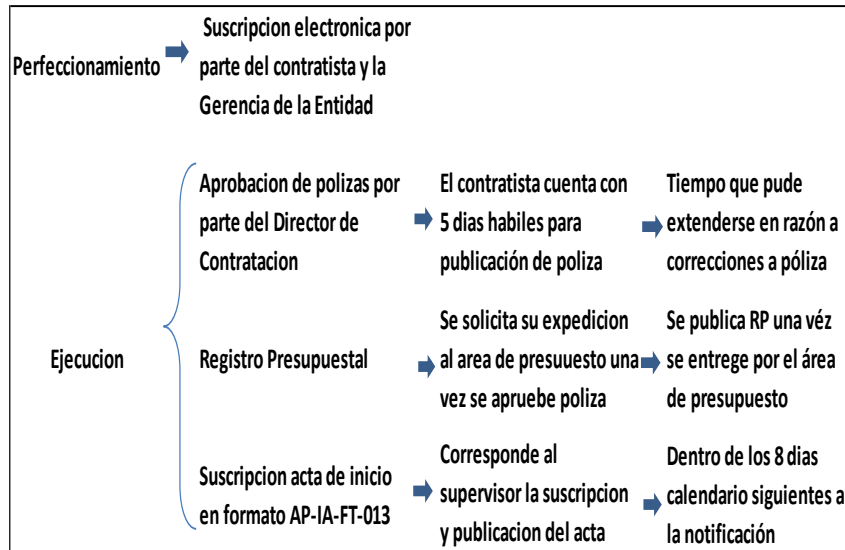 Perfeccionamiento
Suscripcion electronica por
parte del contratista y la
Gerencia de la Entidad
Ejecucion
Aprobacion de polizas por
parte del Director de
Contratacion
El contratista cuenta con
5 dias habiles para
publicación de poliza
Tiempo que pude
extenderse en razón a
correcciones a póliza
Registro Presupuestal
Se solicita su expedicion
al area de presuuesto una
vez se apruebe poliza
Se publica RP una véz
se entrege por el área
de presupuesto
Suscripcion acta de inicio
en formato AP-IA-FT-013
Corresponde al
supervisor la suscripcion
y publicacion del acta
Dentro de los 8 dias
calendario siguientes a
la notificación